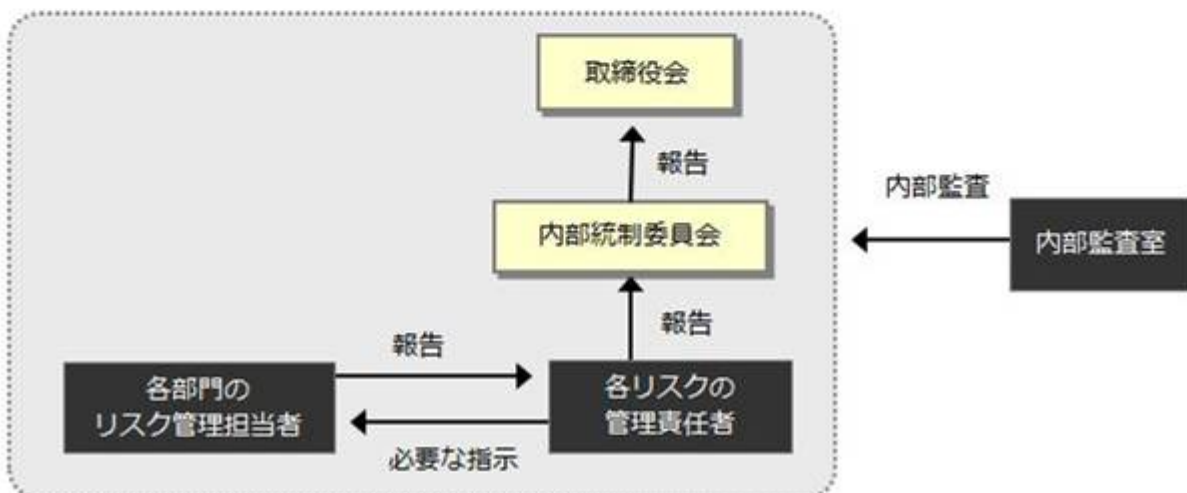 取締役会
報告
内部監査
内部統制委員会
内部監査室
報告
報告
各部門の
リスク管理担当者
各リスクの
管理責任者
必要な指示